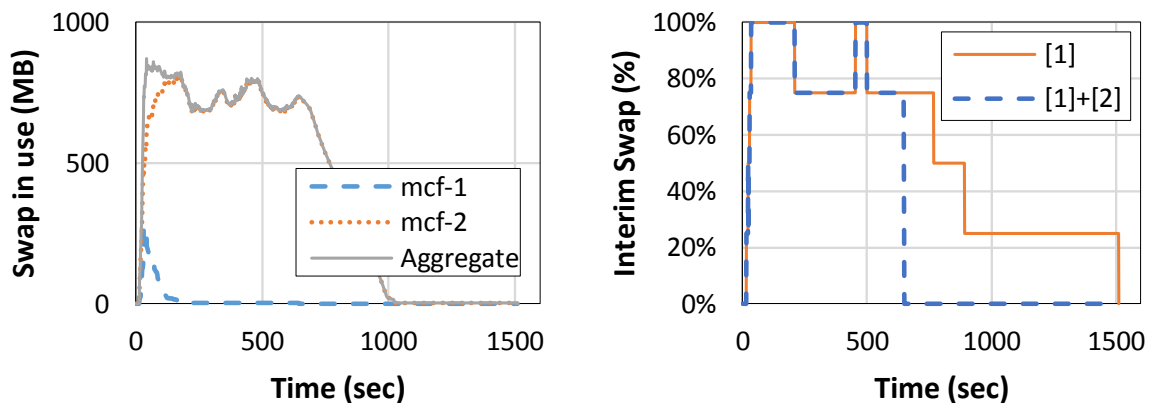 Swap in use (MB)
1000
500
0
mcf-1
mcf-2
Aggregate
0
500
1000
1500
Time (sec)
Interim Swap (%)
100%
80%
60%
40%
20%
0%
[1]
[1]+[2]
0
500
1000
1500
Time (sec)